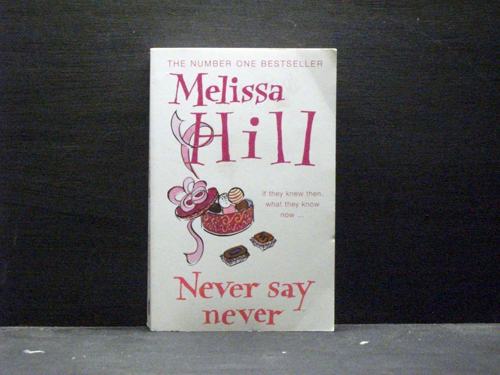 THE NUMBER ONE BESTSELLER
Melissa
Hill
if they knew then,
what they know
now ...
Never say
never